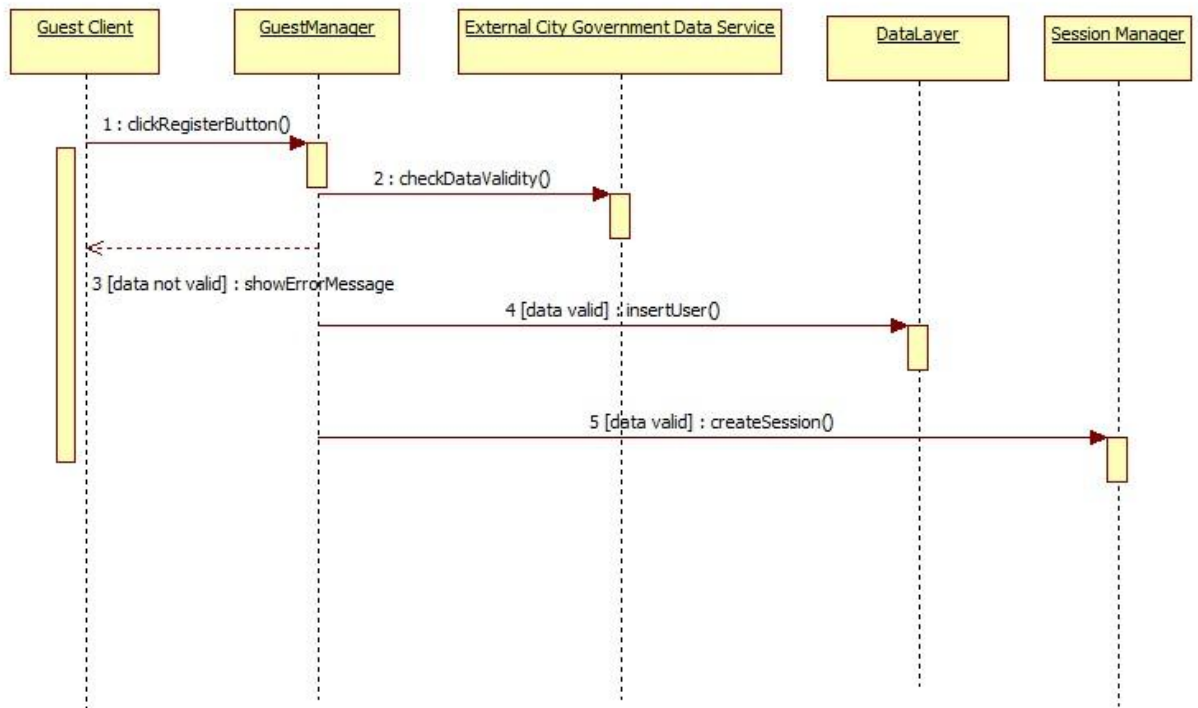 Guest Client
GuestManager
External City Government Data Service
DataLayer
Session Manager
1 : clickRegisterButton()
2 : checkDataValidity()
3 [data not valid] : showErrorMessage
4 [data valid] : insertUser()
5 [data valid] : createSession()